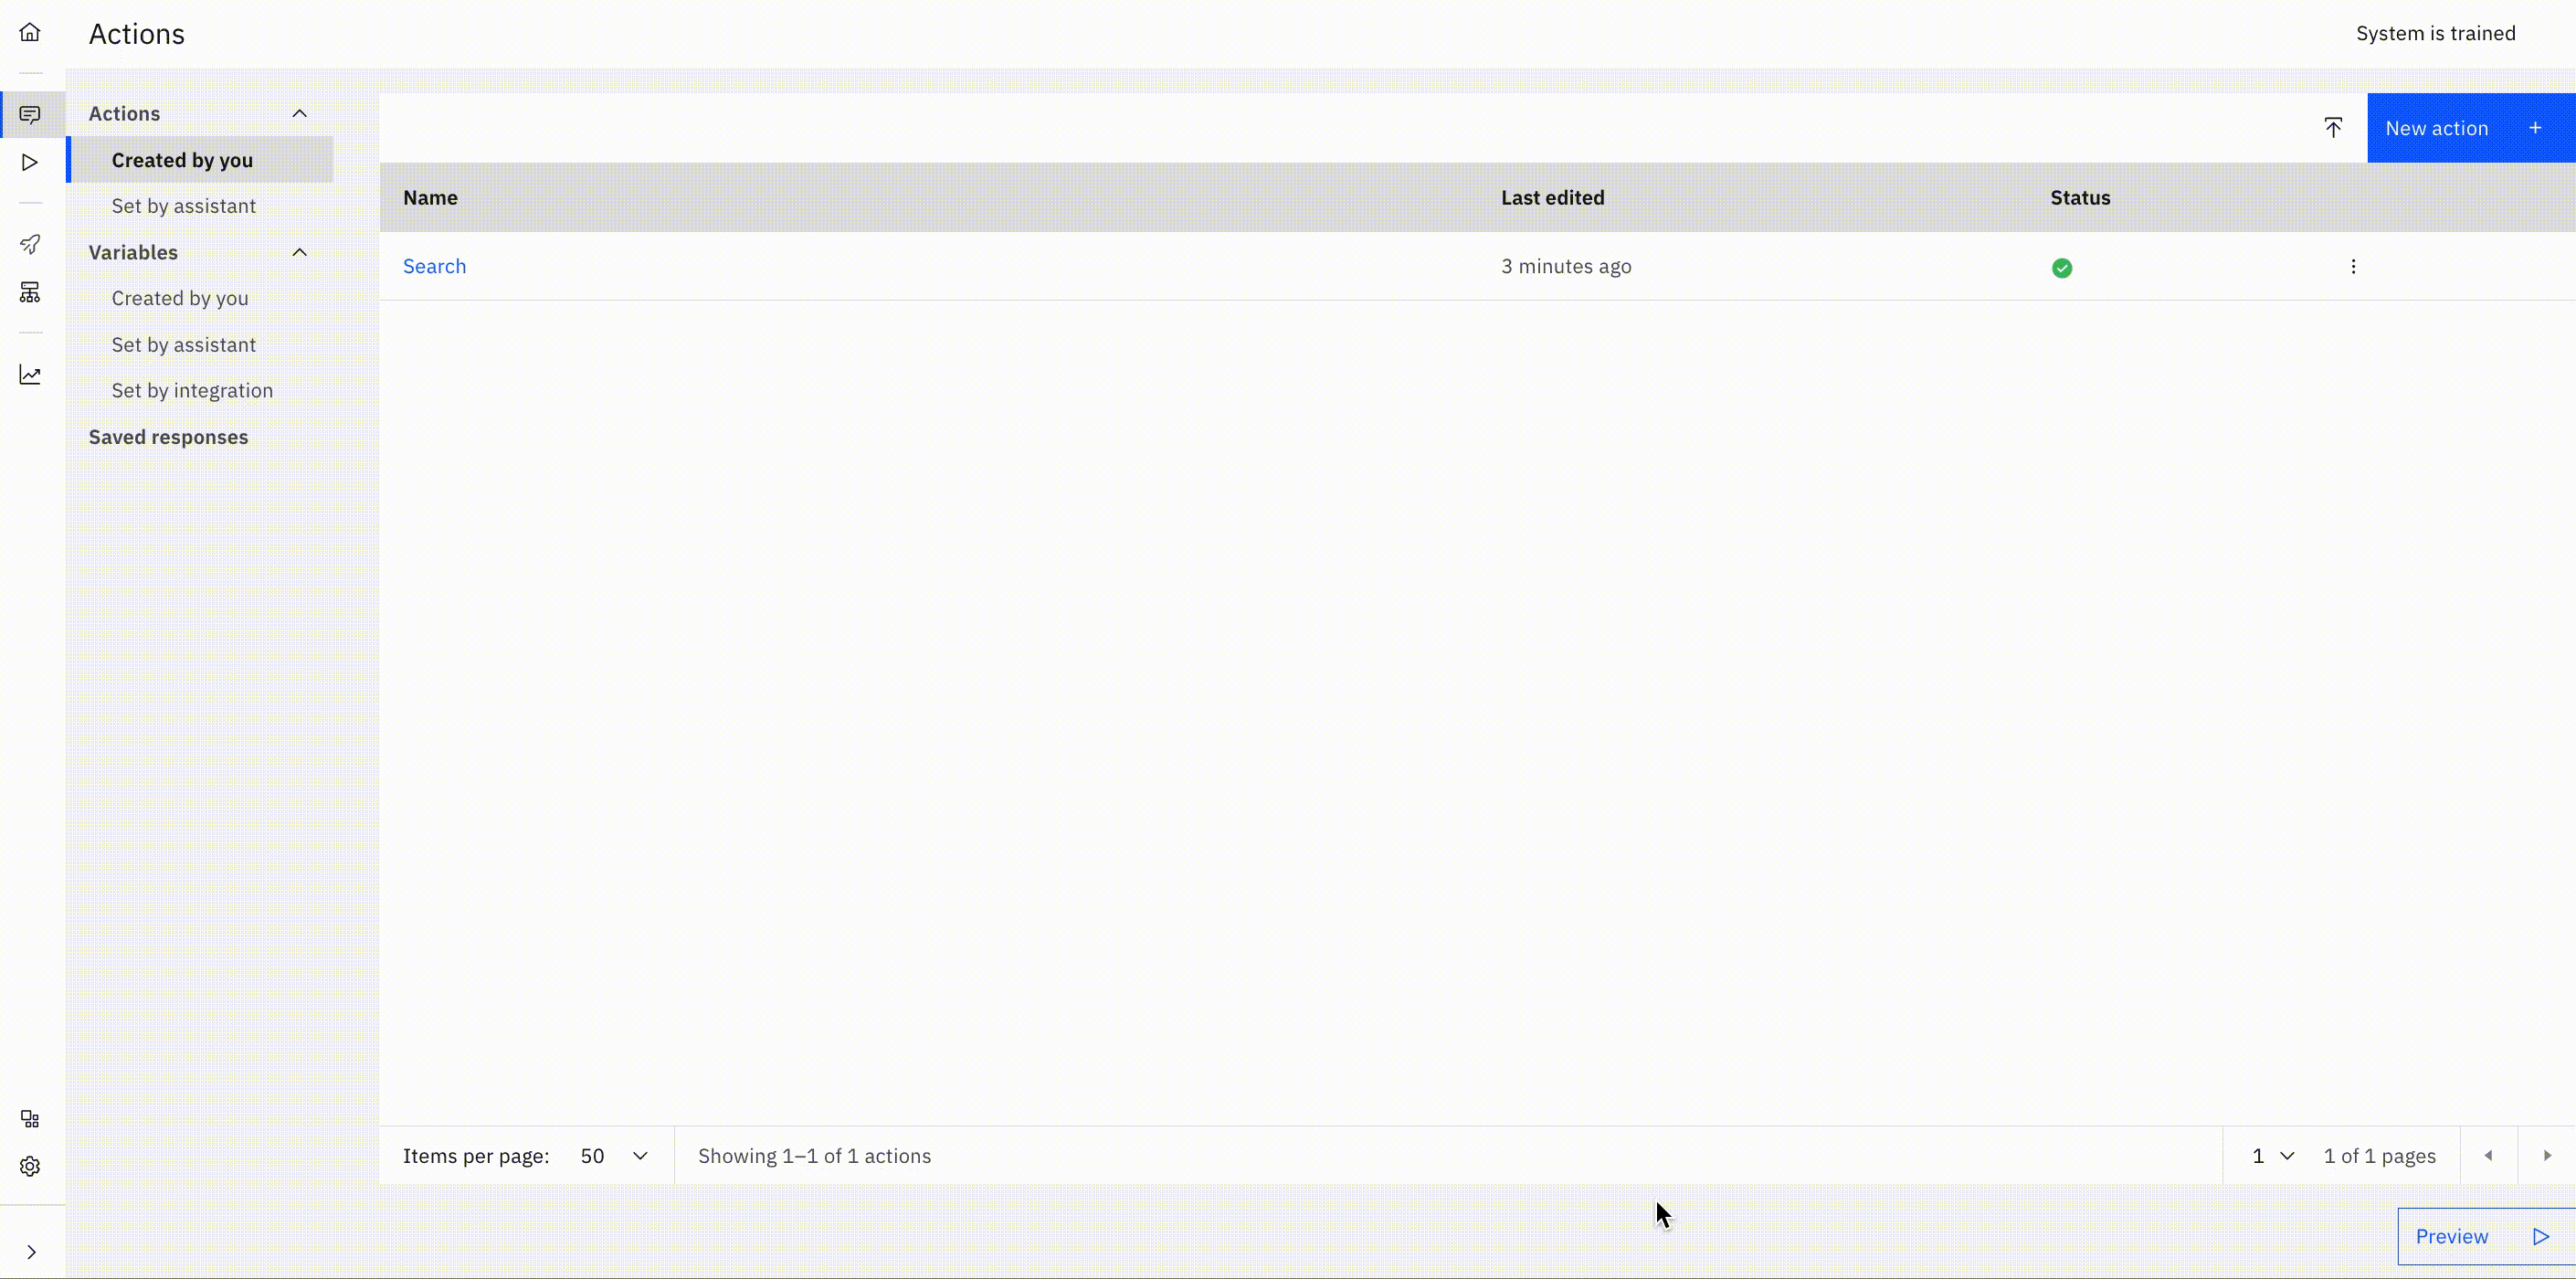 Actions
System is trained
Actions
Created by you
Set by assistant
Variables
Created by you
Set by assistant
Set by integration
Saved responses
New action
Name Last edited Status
Search 3 minutes ago
Items per page: 50 Showing 1–1 of 1 actions 1 1 of 1 pages
Preview